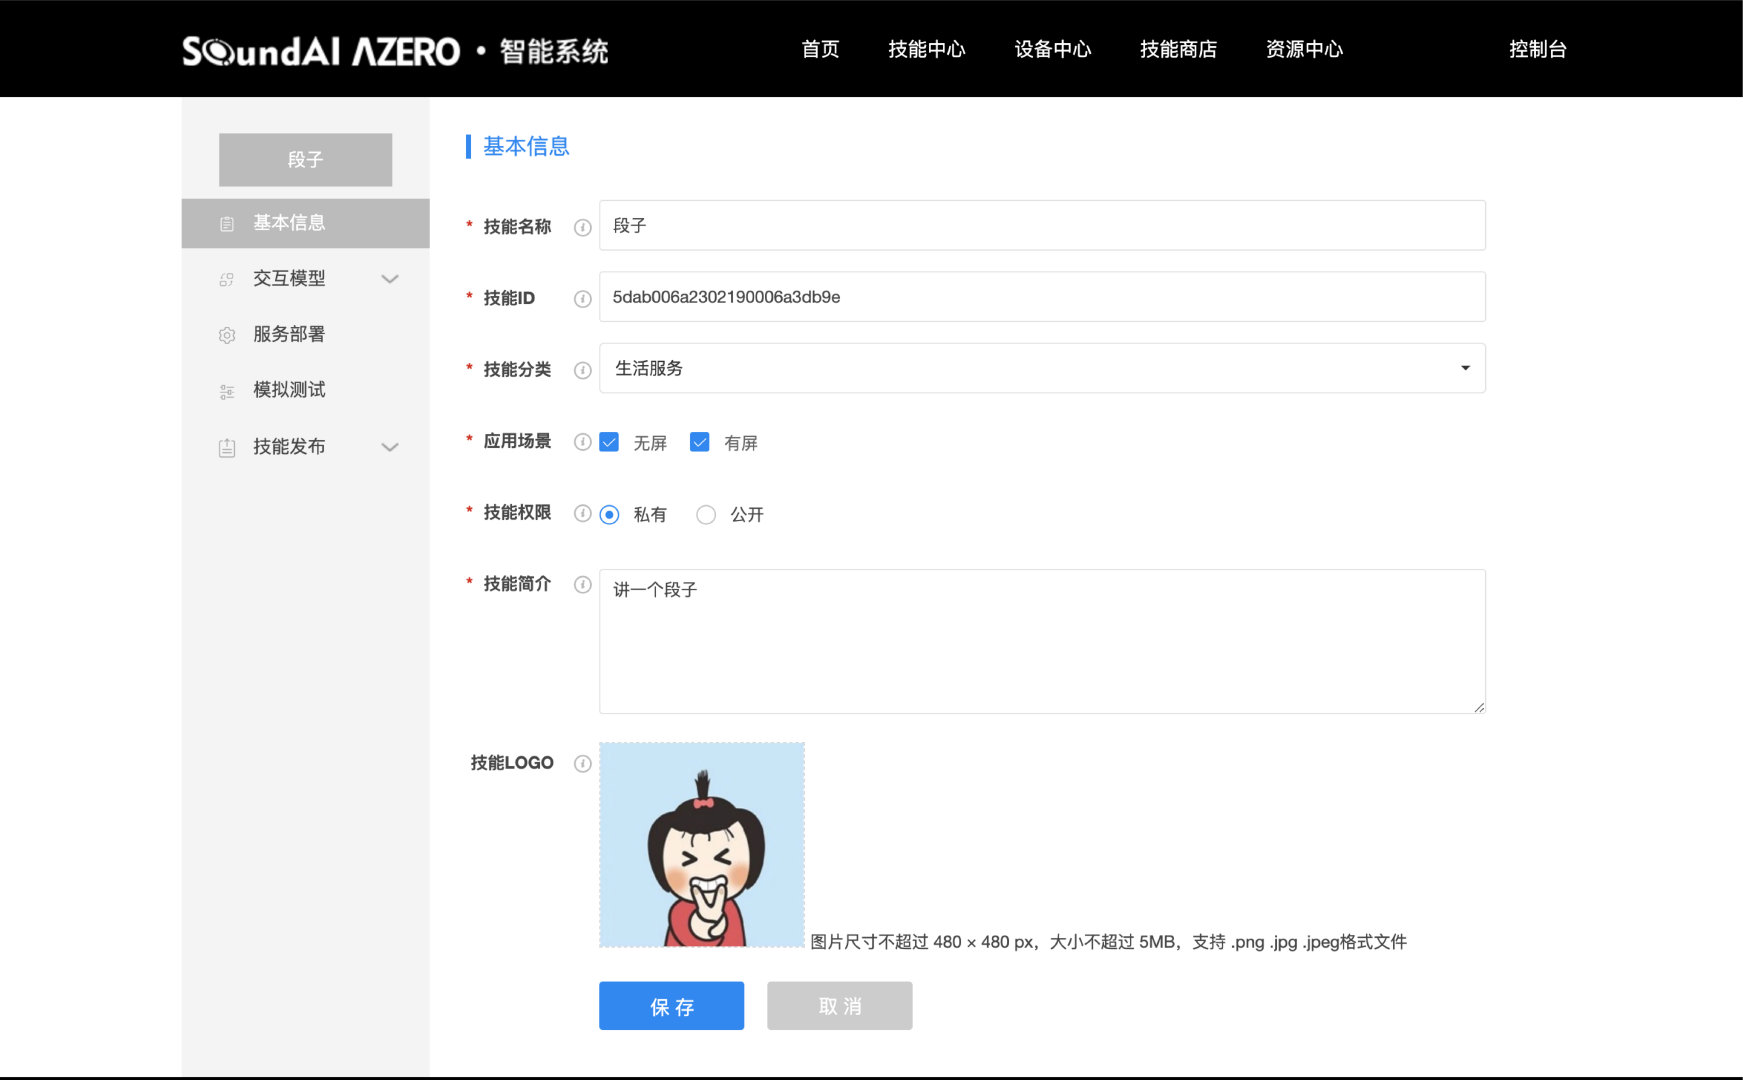 SoundAI AZERO · 智能系统
首页 技能中心 设备中心 技能商店 资源中心 控制台
段子
基本信息
交互模型
服务部署
模拟测试
技能发布
基本信息
* 技能名称 段子
* 技能ID 5dab006a2302190006a3db9e
* 技能分类 生活服务
* 应用场景 无屏 有屏
* 技能权限 私有 公开
* 技能简介 讲一个段子
技能LOGO
图片尺寸不超过 480 × 480 px，大小不超过 5MB，支持 .png .jpg .jpeg格式文件
保存 取消